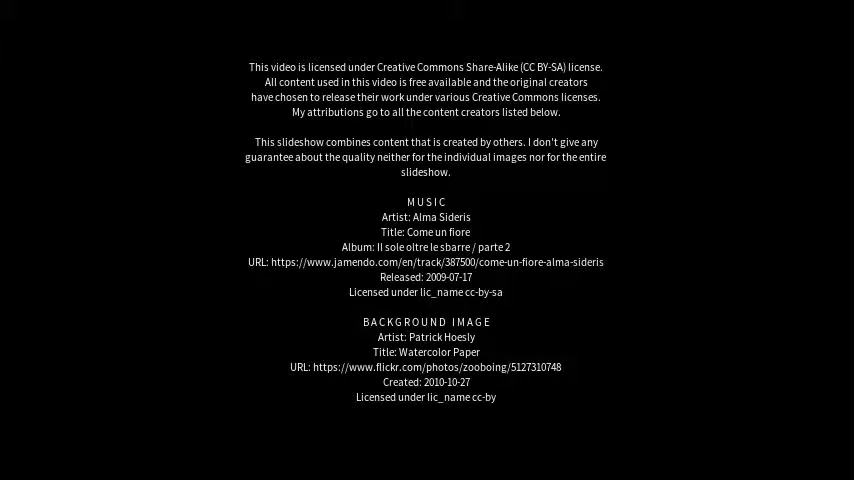 This video is licensed under Creative Commons Share-Alike (CC BY-SA) license.
All content used in this video is free available and the original creators
have chosen to release their work under various Creative Commons licenses.
My attributions go to all the content creators listed below.
This slideshow combines content that is created by others. I don't give any
guarantee about the quality neither for the individual images nor for the entire
slideshow.
MUSIC
Artist: Alma Sideris
Title: Come un fiore
Album: Il sole oltre le sbarre / parte 2
URL: https://www.jamendo.com/en/track/387500/come-un-fiore-alma-sideris
Released: 2009-07-17
Licensed under lic_name cc-by-sa
BACKGROUND IMAGE
Artist: Patrick Hoesly
Title: Watercolor Paper
URL: https://www.flickr.com/photos/zooboing/5127310748
Created: 2010-10-27
Licensed under lic_name cc-by